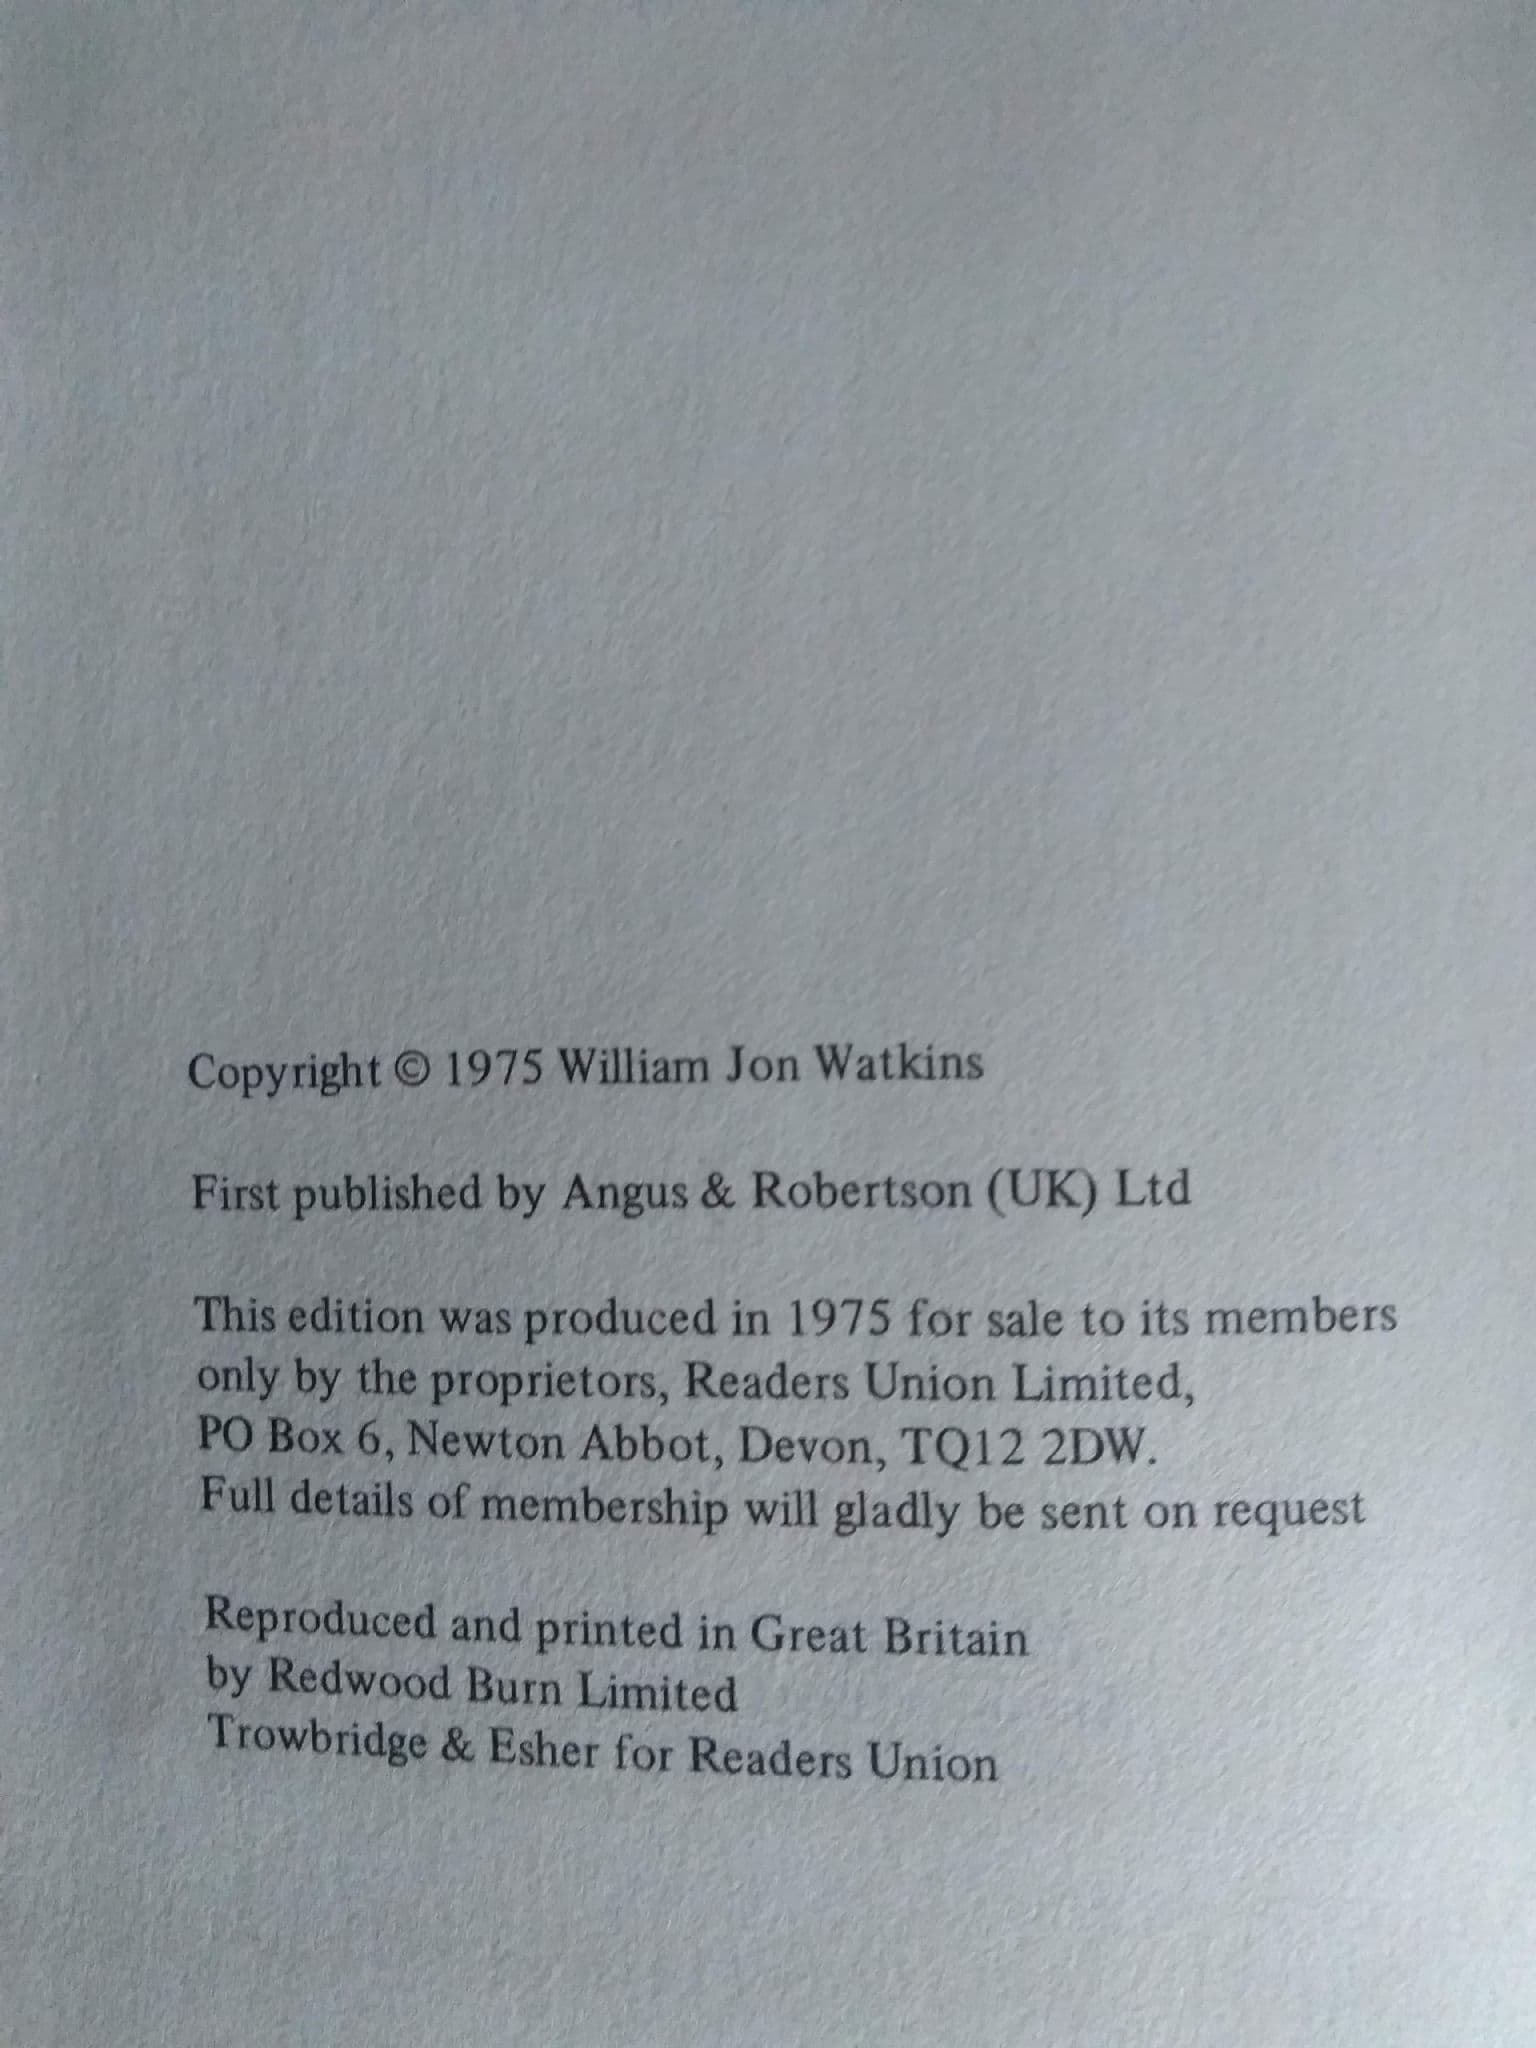 Copyright © 1975 William Jon Watkins
First published by Angus & Robertson (UK) Ltd
This edition was produced in 1975 for sale to its members
only by the proprietors, Readers Union Limited,
PO Box 6, Newton Abbot, Devon, TQ12 2DW.
Full details of membership will gladly be sent on request
Reproduced and printed in Great Britain
by Redwood Burn Limited
Trowbridge & Esher for Readers Union